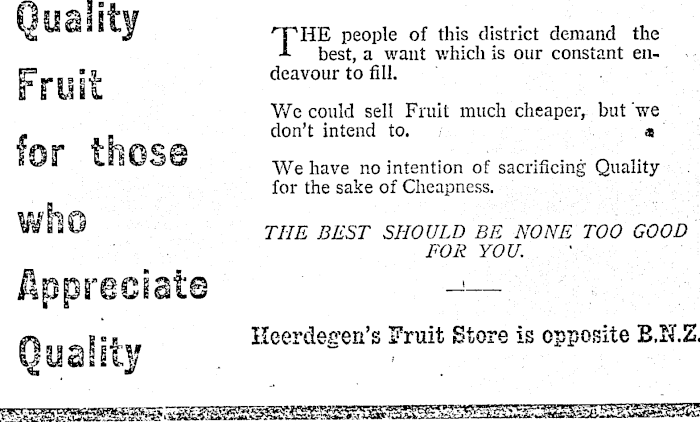 Quality
Fruit
for those
who
Appreciate
Quality
THE people of this district demand the
best, a want which is our constant en-
deavour to fill.
We could sell Fruit much cheaper, but we
don't intend to.
We have no intention of sacrificing Quality
for the sake of Cheapness.
THE BEST SHOULD BE NONE TOO GOOD
FOR YOU.
Heerdegen's Fruit Store is opposite B.N.Z.